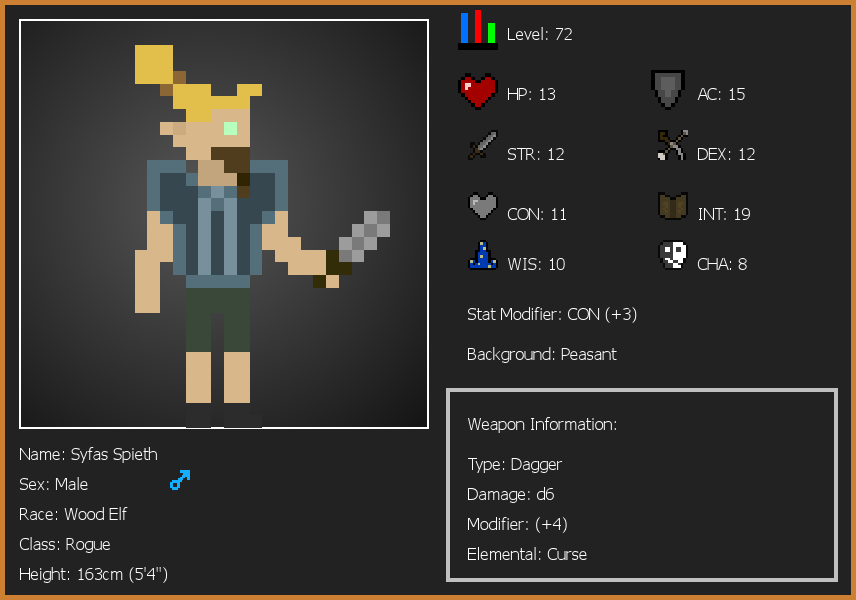 Level: 72
HP: 13
AC: 15
STR: 12
DEX: 12
CON: 11
INT: 19
WIS: 10
CHA: 8
Stat Modifier: CON (+3)
Background: Peasant
Weapon Information:
Type: Dagger
Damage: d6
Modifier: (+4)
Elemental: Curse
Name: Syfas Spieth
Sex: Male
Race: Wood Elf
Class: Rogue
Height: 163cm (5'4")